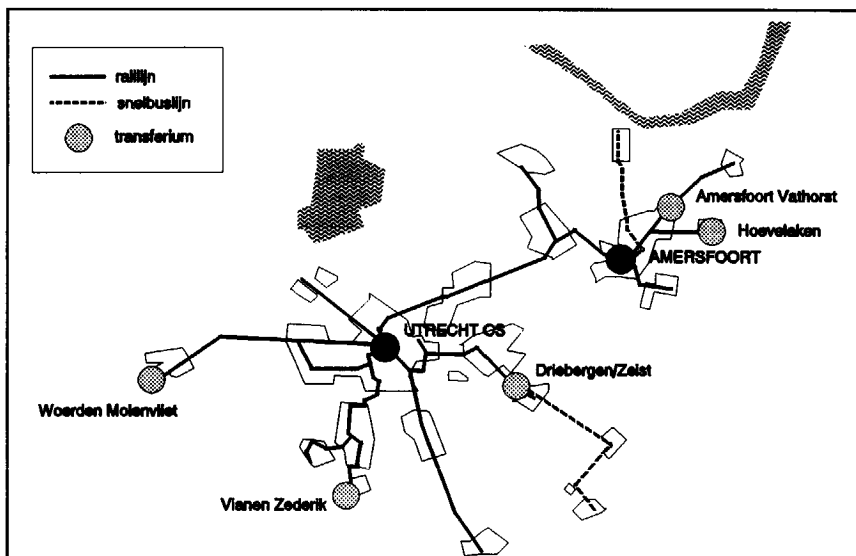 raillijn
snelbuslijn
transferium
Amersfoort Vathorst
Hoevelaken
AMERSFOORT
UTRECHT CS
Driebergen/Zeist
Woerden Molenvliet
Vianen Zederik